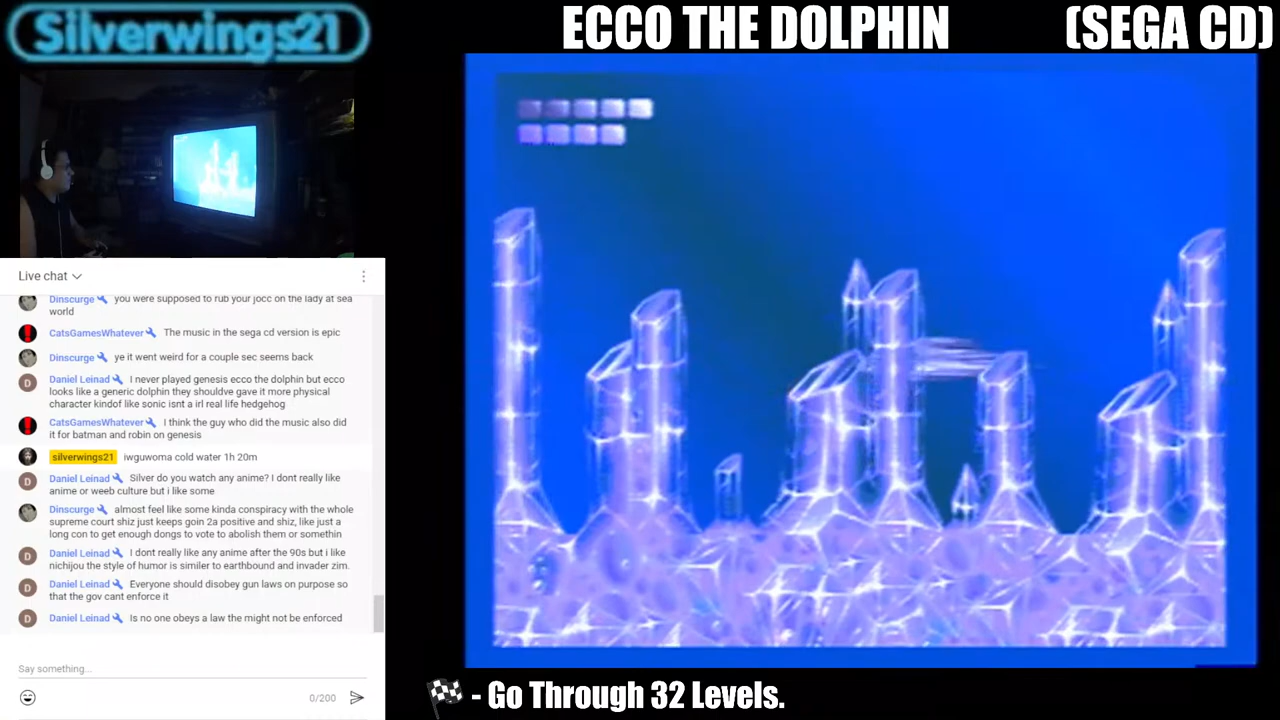 Silverwings21
ECCO THE DOLPHIN
(SEGA CD)
Live chat
Dinscurge you were supposed to rub your jocc on the lady at sea
world
CatsGamesWhatever The music in the sega cd version is epic
Dinscurge ye it went weird for a couple sec seems back
Daniel Leinad I never played genesis ecco the dolphin but ecco
looks like a generic dolphin they shouldve gave it more physical
character kindof like sonic isnt a irl real life hedgehog
CatsGamesWhatever I think the guy who did the music also did
it for batman and robin on genesis
silverwings21 iwguwoma cold water 1h 20m
D
Daniel Leinad Silver do you watch any anime? I dont really like
anime or weeb culture but i like some
Dinscurge almost feel like some kinda conspiracy with the whole
supreme court shiz just keeps goin 2a positive and shiz, like just a
long con to get enough dongs to vote to abolish them or somethin
D
Daniel Leinad I dont really like any anime after the 90s but i like
nichijou the style of humor is similer to earthbound and invader zim.
D
Daniel Leinad Everyone should disobey gun laws on purpose so
that the gov cant enforce it
D
Daniel Leinad Is no one obeys a law the might not be enforced
D
Say something...
0/200
- Go Through 32 Levels.